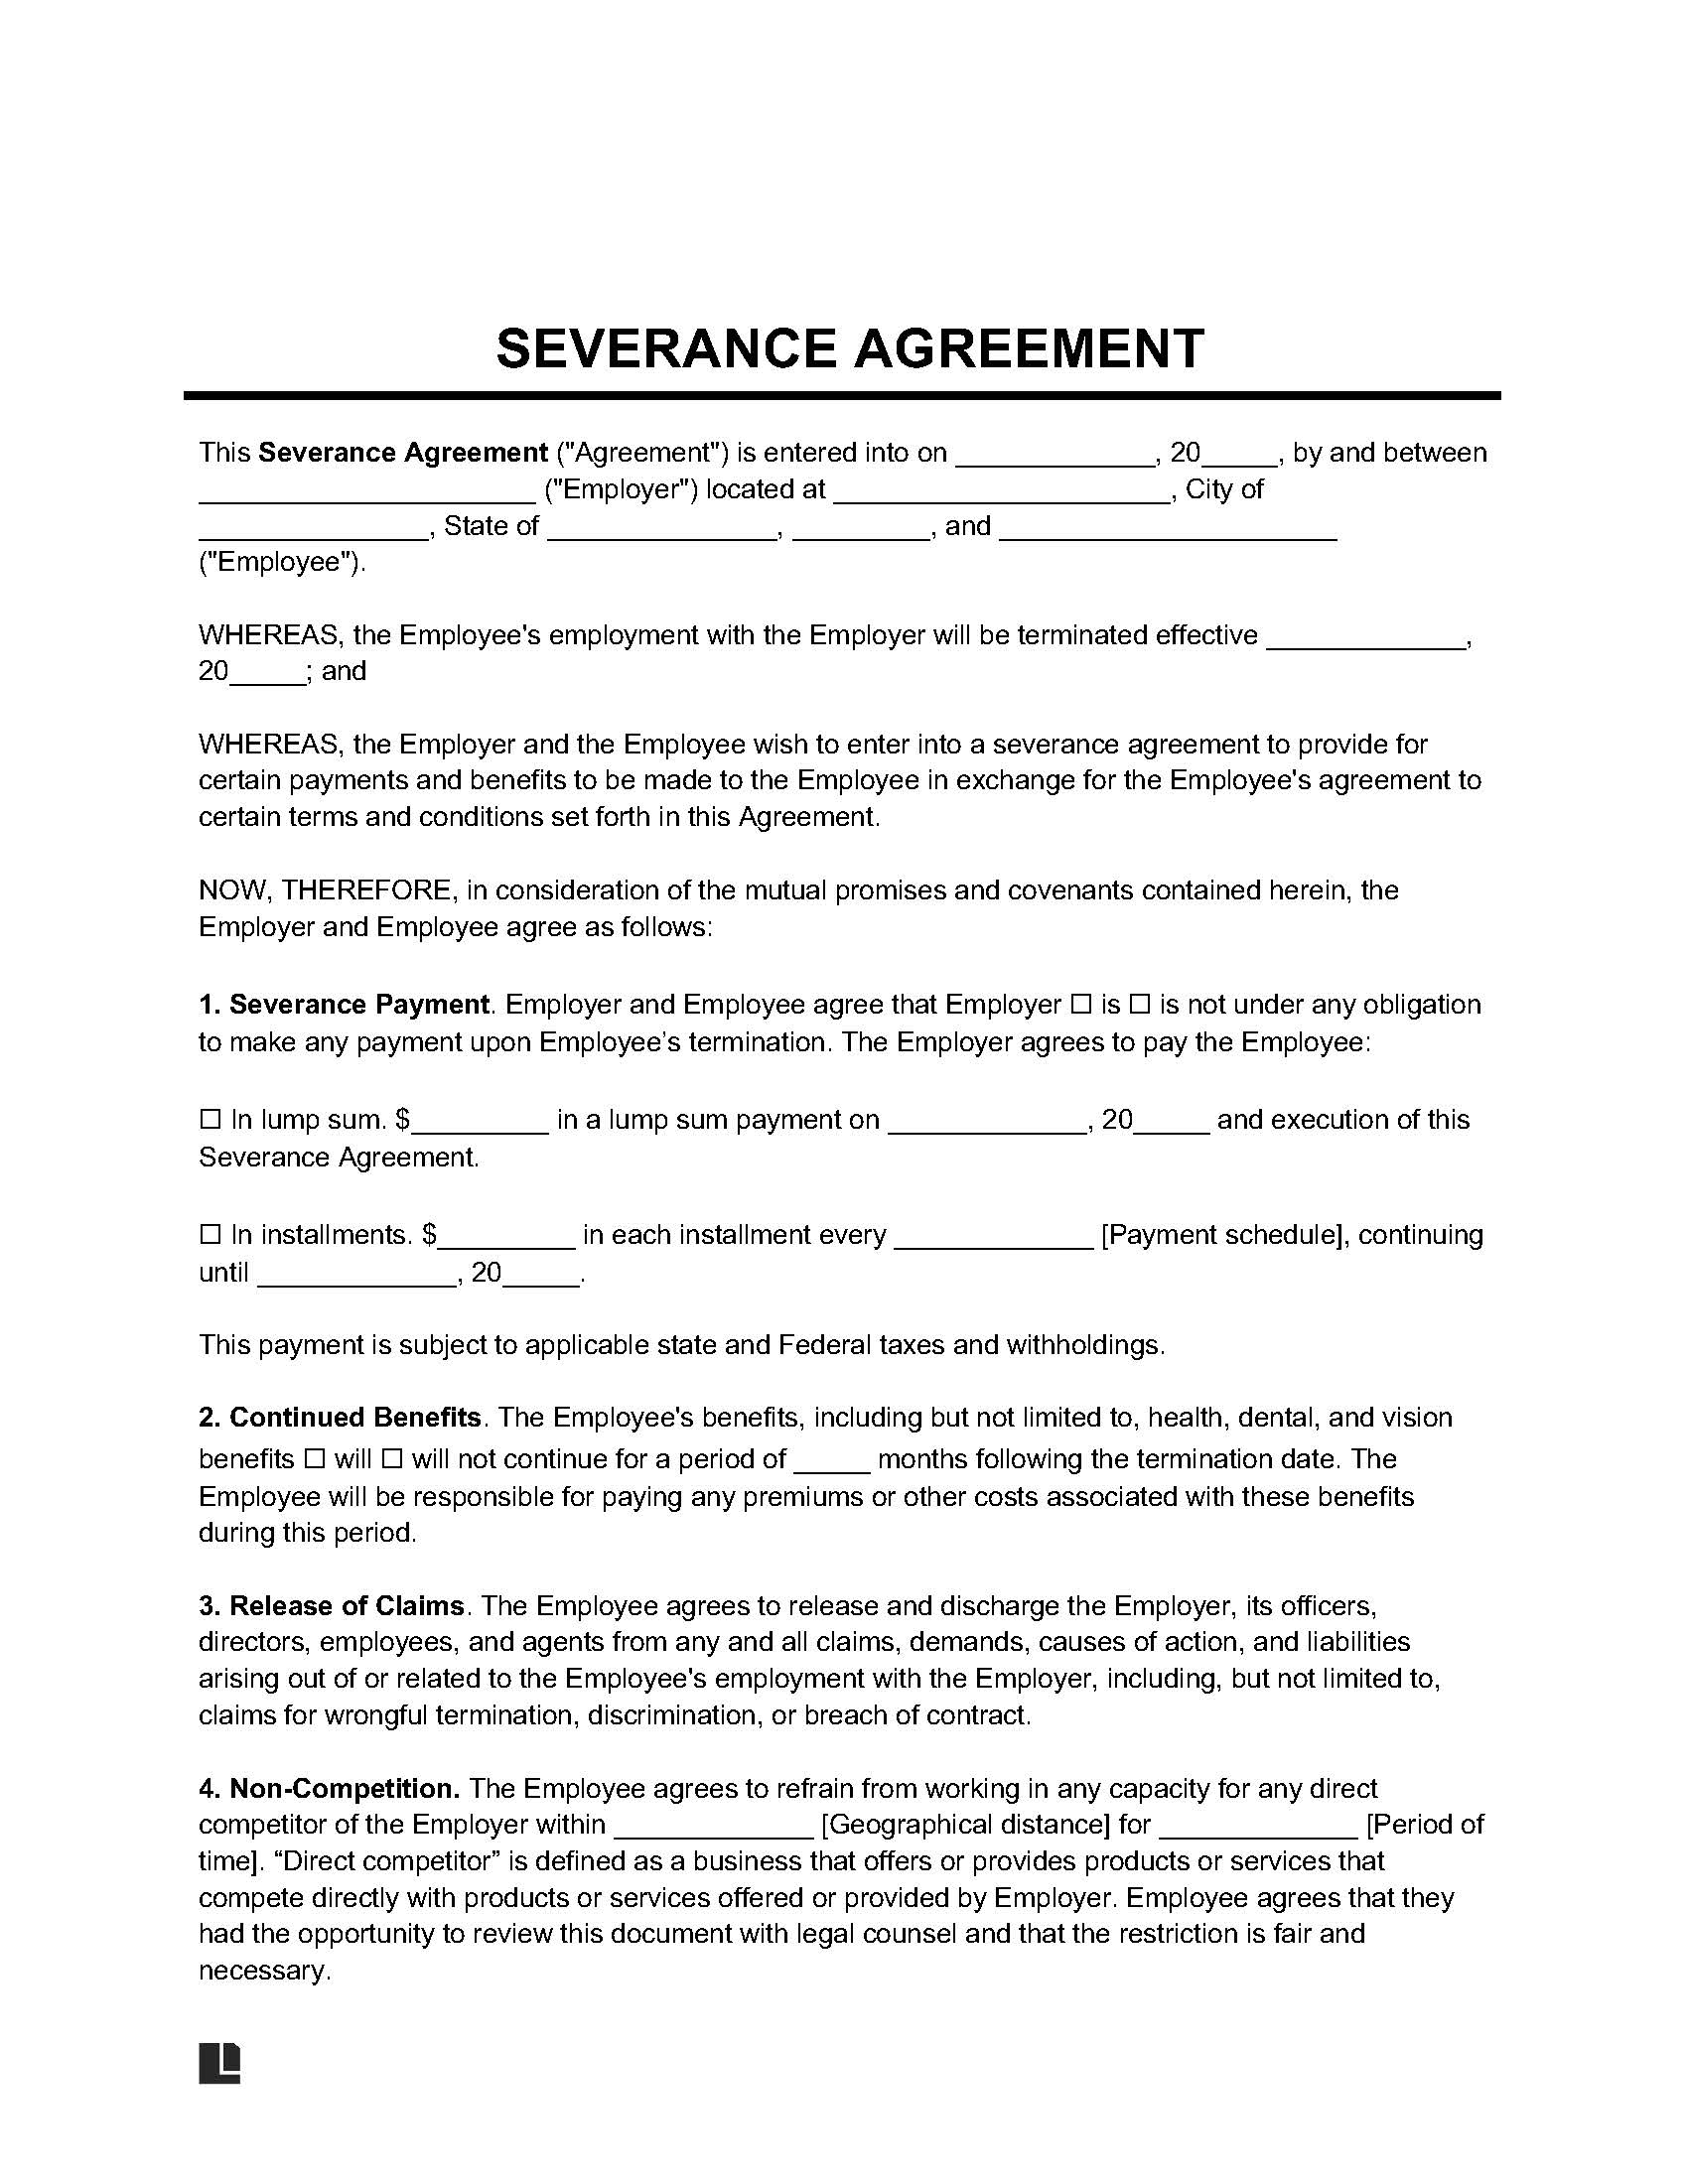 SEVERANCE AGREEMENT
This Severance Agreement ("Agreement") is entered into on _____________, 20_____, by and between
______________________ ("Employer") located at ______________________, City of
_______________, State of _______________, _________, and ______________________
("Employee").
WHEREAS, the Employee's employment with the Employer will be terminated effective _____________,
20_____; and
WHEREAS, the Employer and the Employee wish to enter into a severance agreement to provide for
certain payments and benefits to be made to the Employee in exchange for the Employee's agreement to
certain terms and conditions set forth in this Agreement.
NOW, THEREFORE, in consideration of the mutual promises and covenants contained herein, the
Employer and Employee agree as follows:
1. Severance Payment. Employer and Employee agree that Employer ☐ is ☐ is not under any obligation
to make any payment upon Employee’s termination. The Employer agrees to pay the Employee:
☐ In lump sum. $_________ in a lump sum payment on _____________, 20_____ and execution of this
Severance Agreement.
☐ In installments. $_________ in each installment every _____________ [Payment schedule], continuing
until _____________, 20_____.
This payment is subject to applicable state and Federal taxes and withholdings.
2. Continued Benefits. The Employee's benefits, including but not limited to, health, dental, and vision
benefits ☐ will ☐ will not continue for a period of _____ months following the termination date. The
Employee will be responsible for paying any premiums or other costs associated with these benefits
during this period.
3. Release of Claims. The Employee agrees to release and discharge the Employer, its officers,
directors, employees, and agents from any and all claims, demands, causes of action, and liabilities
arising out of or related to the Employee's employment with the Employer, including, but not limited to,
claims for wrongful termination, discrimination, or breach of contract.
4. Non-Competition. The Employee agrees to refrain from working in any capacity for any direct
competitor of the Employer within _____________ [Geographical distance] for _____________ [Period of
time]. “Direct competitor” is defined as a business that offers or provides products or services that
compete directly with products or services offered or provided by Employer. Employee agrees that they
had the opportunity to review this document with legal counsel and that the restriction is fair and
necessary.